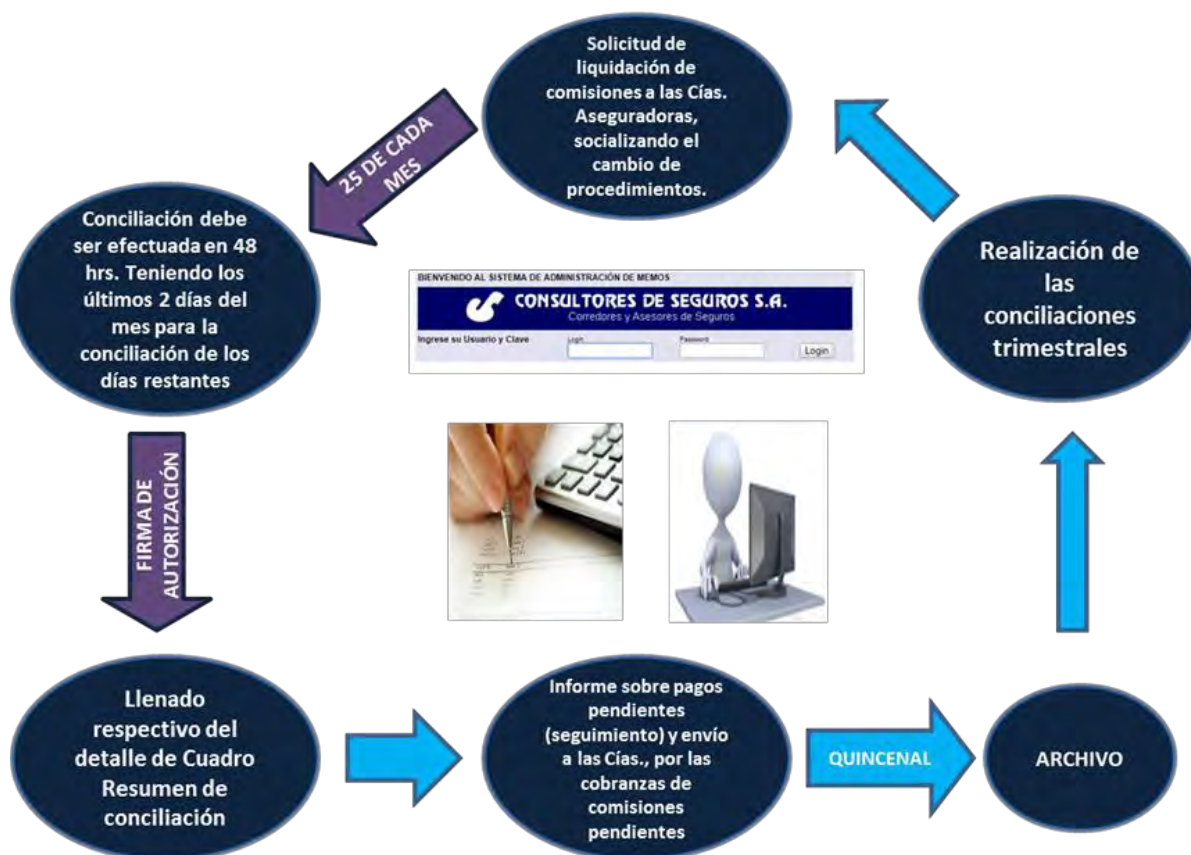 Solicitud de
liquidación de
comisiones a las Cías.
Aseguradoras,
socializando el
cambio de
procedimientos.
25 DE CADA
MES
Conciliación debe
ser efectuada en 48
hrs. Teniendo los
últimos 2 días del
mes para la
conciliación de los
días restantes
BIENVENIDO AL SISTEMA DE ADMINISTRACIÓN DE MEMOS
CONSULTORES DE SEGUROS S.A.
Corredores y Asesores de Seguros
Ingrese su Usuario y Clave
Login
Password
Login
Realización de
las
conciliaciones
trimestrales
FIRMA DE
AUTORIZACIÓN
Llenado
respectivo del
detalle de Cuadro
Resumen de
conciliación
Informe sobre pagos
pendientes
(seguimiento) y envío
a las Cías., por las
cobranzas de
comisiones
pendientes
QUINCENAL
ARCHIVO